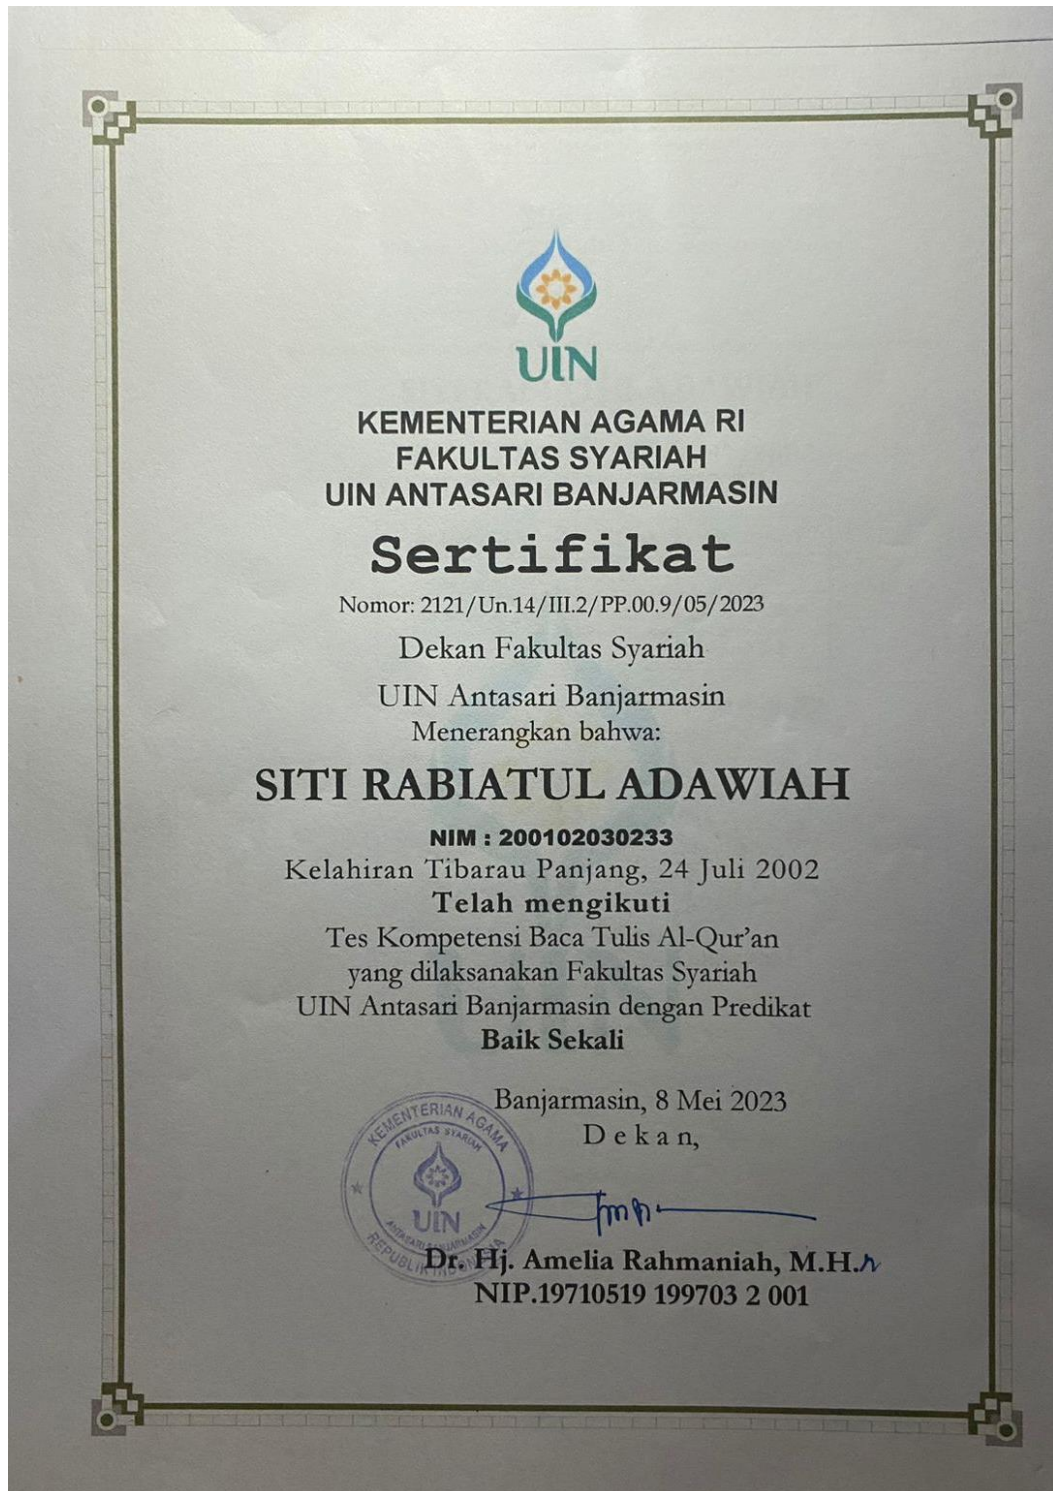 UIN
KEMENTERIAN AGAMA RI
FAKULTAS SYARIAH
UIN ANTASARI BANJARMASIN
Sertifikat
Nomor: 2121/Un.14/III.2/PP.00.9/05/2023
Dekan Fakultas Syariah
UIN Antasari Banjarmasin
Menerangkan bahwa:
SITI RABIATUL ADAWIAH
NIM : 200102030233
Kelahiran Tibarau Panjang, 24 Juli 2002
Telah mengikuti
Tes Kompetensi Baca Tulis Al-Qur’an
yang dilaksanakan Fakultas Syariah
UIN Antasari Banjarmasin dengan Predikat
Baik Sekali
Banjarmasin, 8 Mei 2023
D e k a n,
KEMENTERIAN AGAMA
FAKULTAS SYARIAH
UIN
ANTASARI BANJARMASIN
REPUBLIK INDONESIA
Dr. Hj. Amelia Rahmaniah, M.H.
NIP.19710519 199703 2 001